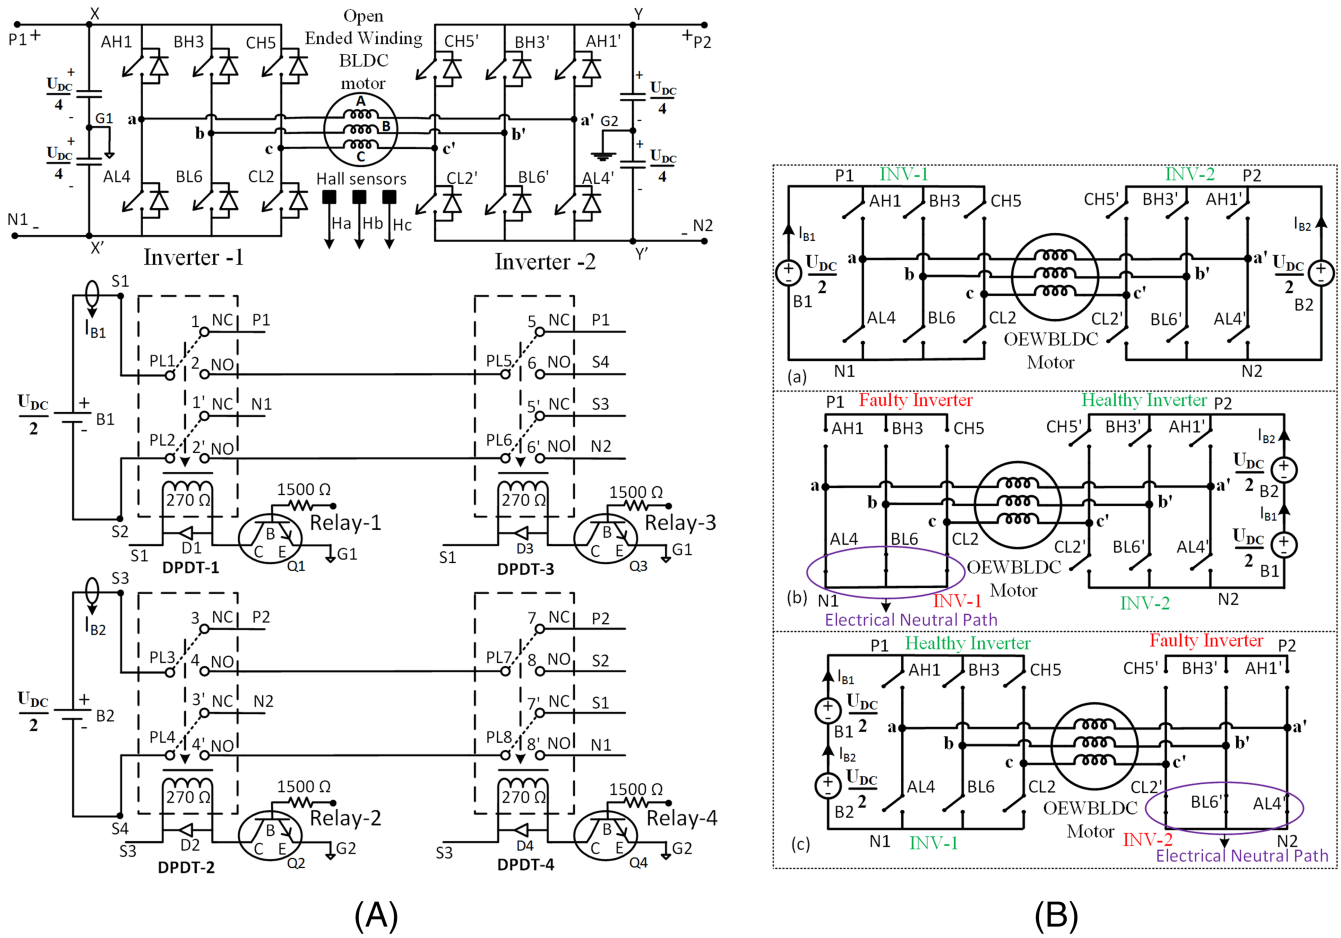 X
P1 +
AH1
BH3
CH5
Open
Ended Winding
BLDC
motor
Y
+ P2
CH5'
BH3'
AH1'
+
U_DC
4
-
G1
+
U_DC
4
-
a
b
c
A
B
C
a'
b'
c'
+
U_DC
4
-
G2
+
U_DC
4
-
AL4
BL6
CL2
Hall sensors
Ha
Hb
Hc
CL2'
BL6'
AL4'
N1 -
X'
Inverter -1
Inverter -2
Y'
- N2
S1
I_B1
U_DC
2
+
B1
-
S2
1
NC
P1
PL1
2
NO
1'
NC
N1
PL2
2'
NO
270 Ω
1500 Ω
Relay-1
S1
D1
B
C
E
Q1
G1
DPDT-1
5
NC
P1
PL5
6
NO
S4
5'
NC
S3
PL6
6'
NO
N2
270 Ω
1500 Ω
Relay-3
S1
D3
B
C
E
Q3
G1
DPDT-3
S3
I_B2
U_DC
2
+
B2
-
S4
3
NC
P2
PL3
4
NO
3'
NC
N2
PL4
4'
NO
270 Ω
1500 Ω
Relay-2
S3
D2
B
C
E
Q2
G2
DPDT-2
7
NC
P2
PL7
8
NO
S2
7'
NC
S1
PL8
8'
NO
N1
270 Ω
1500 Ω
Relay-4
S3
D4
B
C
E
Q4
G2
DPDT-4
(A)
P1
INV-1
INV-2
P2
AH1
BH3
CH5
CH5'
BH3'
AH1'
I_B1
I_B2
+
-
U_DC
2
B1
a
b
c
a'
b'
c'
U_DC
2
+
-
B2
AL4
BL6
CL2
CL2'
BL6'
AL4'
OEWBLDC
Motor
(a)
N1
N2
P1
Faulty Inverter
Healthy Inverter
P2
AH1
BH3
CH5
CH5'
BH3'
AH1'
I_B2
U_DC
2
+
-
B2
I_B1
U_DC
2
+
-
B1
a
b
c
a'
b'
c'
AL4
BL6
CL2
CL2'
BL6'
AL4'
OEWBLDC
Motor
(b)
N1
INV-1
INV-2
N2
Electrical Neutral Path
P1
Healthy Inverter
Faulty Inverter
P2
AH1
BH3
CH5
CH5'
BH3'
AH1'
I_B1
+
-
U_DC
2
B1
I_B2
+
-
U_DC
2
B2
a
b
c
a'
b'
c'
AL4
BL6
CL2
CL2'
BL6'
AL4'
OEWBLDC
Motor
(c)
N1
INV-1
INV-2
N2
Electrical Neutral Path
(B)